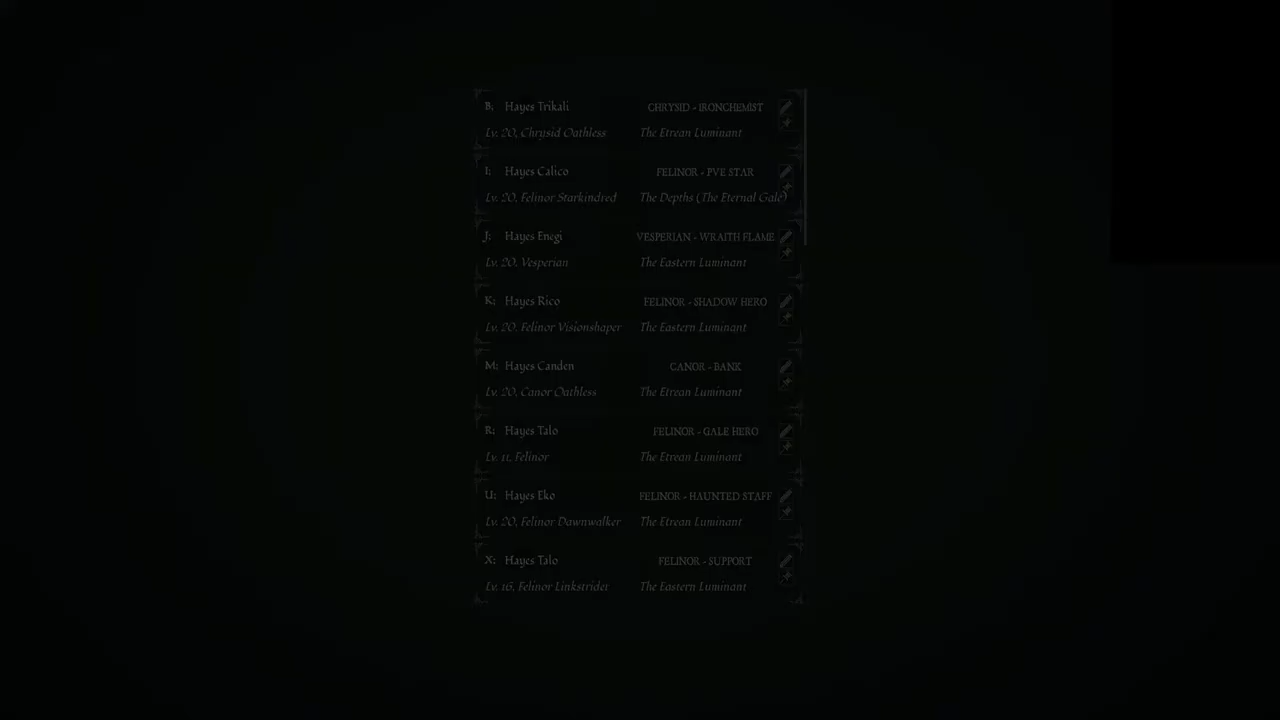 B: Hayes Trikali CHRYSID - IRONCHEMIST
Lv. 20, Chrysid Oathless The Etrean Luminant
I: Hayes Calico FELINOR - PVE STAR
Lv. 20, Felinor Starkindred The Depths (The Eternal Gale)
J: Hayes Enegi VESPERIAN - WRAITH FLAME
Lv. 20, Vesperian The Eastern Luminant
K: Hayes Rico FELINOR - SHADOW HERO
Lv. 20, Felinor Visionshaper The Eastern Luminant
M: Hayes Canden CANOR - BANK
Lv. 20, Canor Oathless The Etrean Luminant
R: Hayes Talo FELINOR - GALE HERO
Lv. 11, Felinor The Etrean Luminant
U: Hayes Eko FELINOR - HAUNTED STAFF
Lv. 20, Felinor Dawnwalker The Etrean Luminant
X: Hayes Talo FELINOR - SUPPORT
Lv. 16, Felinor Linkstrider The Eastern Luminant